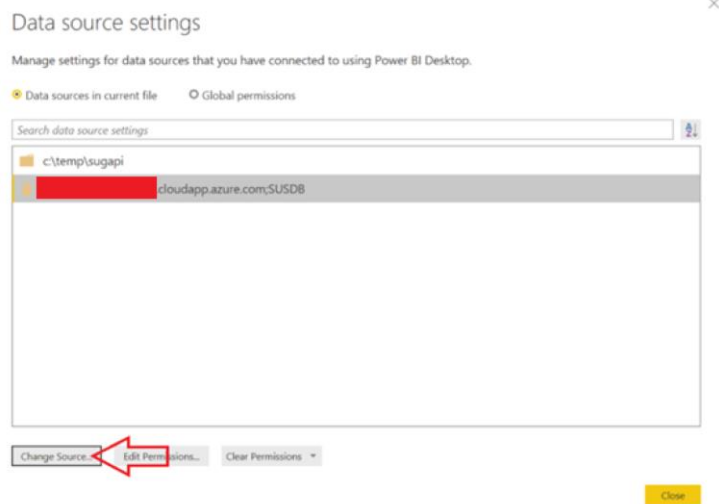 Data source settings
Manage settings for data sources that you have connected to using Power BI Desktop.
Data sources in current file Global permissions
Search data source settings
c:\temp\sugapi
.cloudapp.azure.com;SUSDB
Change Source... Edit Permissions... Clear Permissions
Close